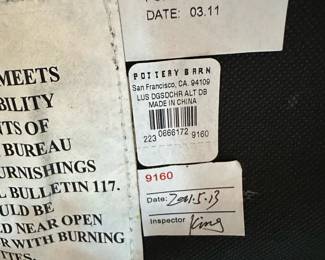 DATE: 03.11
MEETS
BILITY
TS OF
BUREAU
URNISHINGS
BULLETIN 117.
ULD BE
D NEAR OPEN
R WITH BURNING
TIES.
POTTERY BARN
San Francisco, CA. 94109
LUS DGSDCHR ALT DB
MADE IN CHINA
223 0666172 9160
9160
Date: 2011.5.13
Inspector King